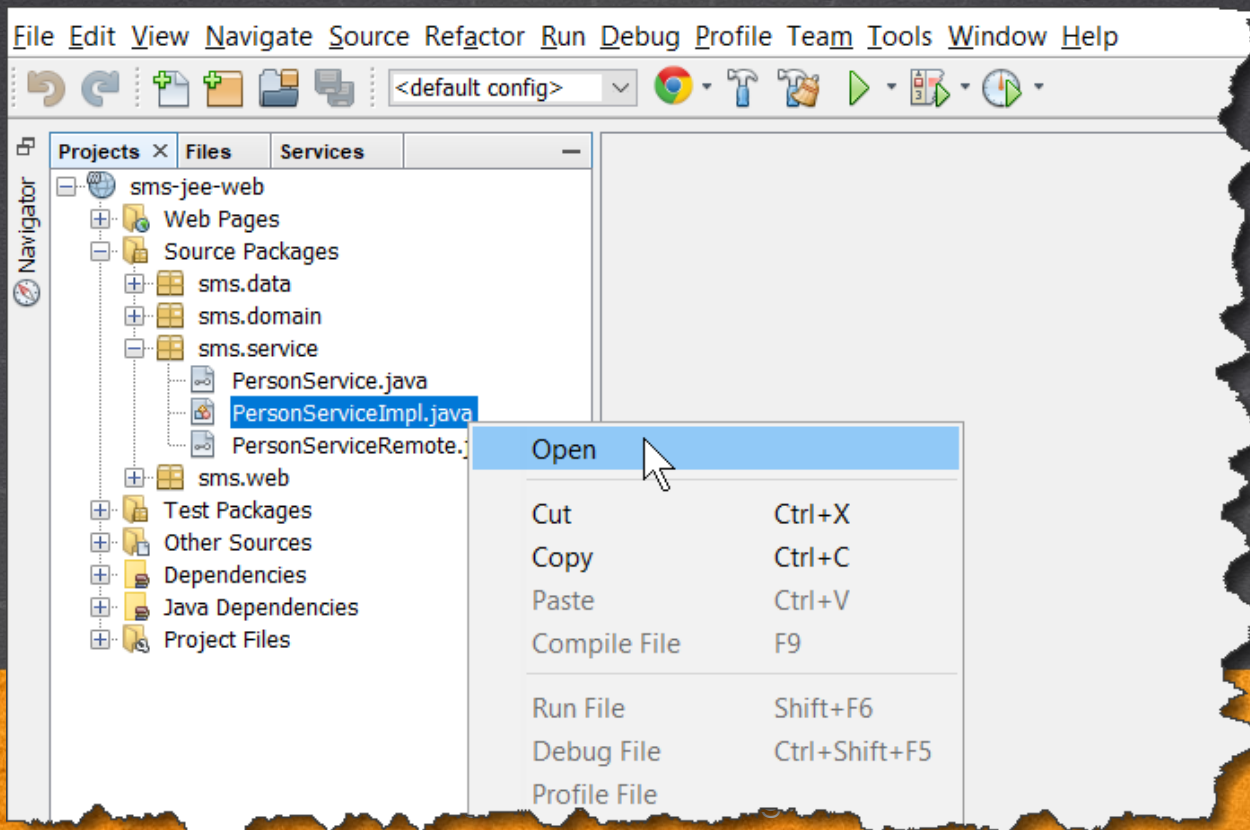 File Edit View Navigate Source Refactor Run Debug Profile Team Tools Window Help
<default config>
Projects Files Services
Navigator
sms-jee-web
Web Pages
Source Packages
sms.data
sms.domain
sms.service
PersonService.java
PersonServiceImpl.java
PersonServiceRemote.j
sms.web
Test Packages
Other Sources
Dependencies
Java Dependencies
Project Files
Open
Cut Ctrl+X
Copy Ctrl+C
Paste Ctrl+V
Compile File F9
Run File Shift+F6
Debug File Ctrl+Shift+F5
Profile File